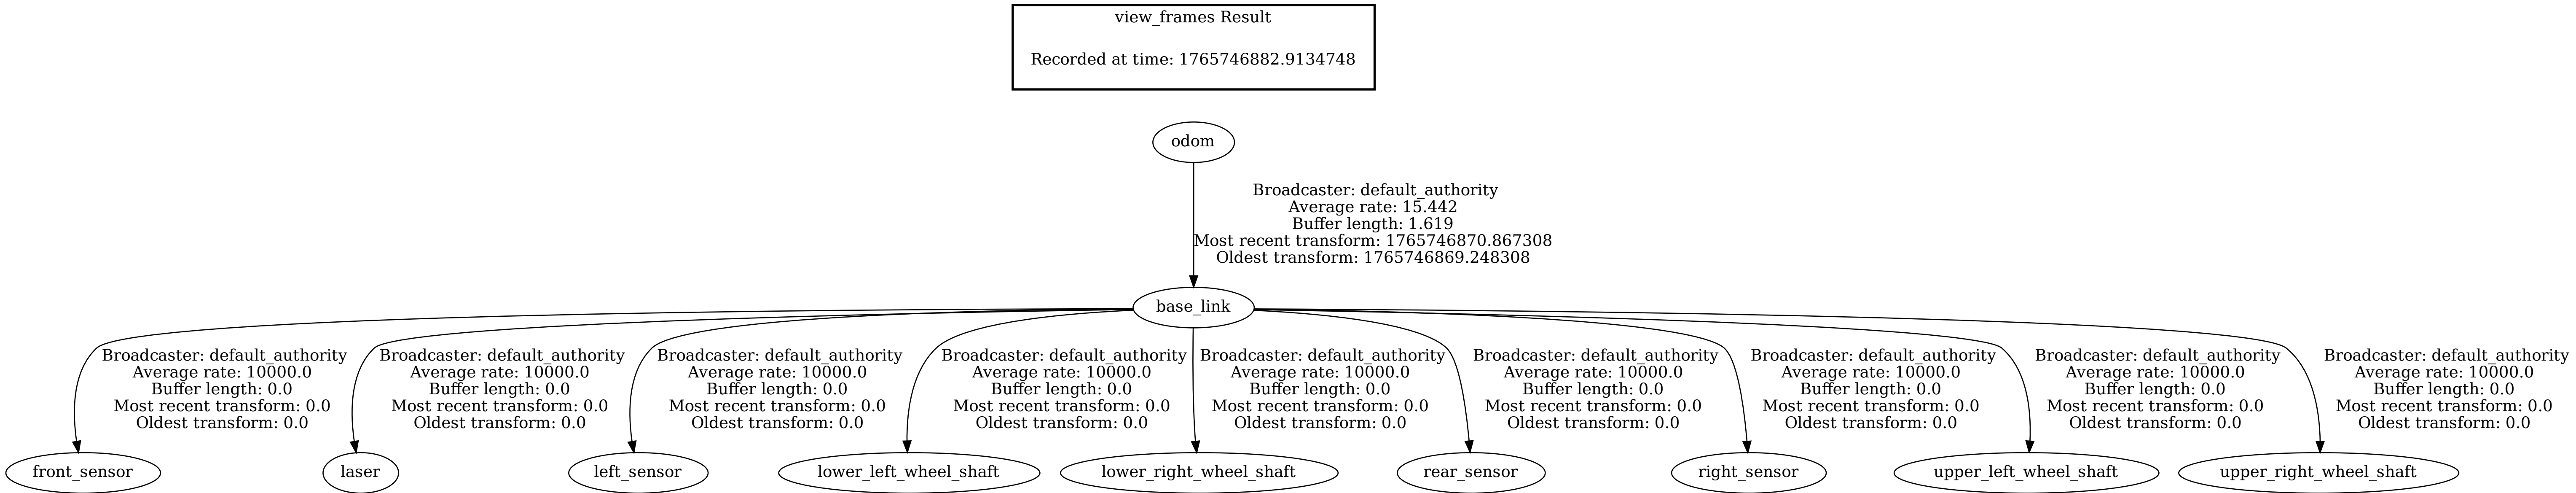 view_frames Result
Recorded at time: 1765746882.9134748
odom
Broadcaster: default_authority
Average rate: 15.442
Buffer length: 1.619
Most recent transform: 1765746870.867308
Oldest transform: 1765746869.248308
base_link
Broadcaster: default_authority
Average rate: 10000.0
Buffer length: 0.0
Most recent transform: 0.0
Oldest transform: 0.0
Broadcaster: default_authority
Average rate: 10000.0
Buffer length: 0.0
Most recent transform: 0.0
Oldest transform: 0.0
Broadcaster: default_authority
Average rate: 10000.0
Buffer length: 0.0
Most recent transform: 0.0
Oldest transform: 0.0
Broadcaster: default_authority
Average rate: 10000.0
Buffer length: 0.0
Most recent transform: 0.0
Oldest transform: 0.0
Broadcaster: default_authority
Average rate: 10000.0
Buffer length: 0.0
Most recent transform: 0.0
Oldest transform: 0.0
Broadcaster: default_authority
Average rate: 10000.0
Buffer length: 0.0
Most recent transform: 0.0
Oldest transform: 0.0
Broadcaster: default_authority
Average rate: 10000.0
Buffer length: 0.0
Most recent transform: 0.0
Oldest transform: 0.0
Broadcaster: default_authority
Average rate: 10000.0
Buffer length: 0.0
Most recent transform: 0.0
Oldest transform: 0.0
Broadcaster: default_authority
Average rate: 10000.0
Buffer length: 0.0
Most recent transform: 0.0
Oldest transform: 0.0
front_sensor
laser
left_sensor
lower_left_wheel_shaft
lower_right_wheel_shaft
rear_sensor
right_sensor
upper_left_wheel_shaft
upper_right_wheel_shaft